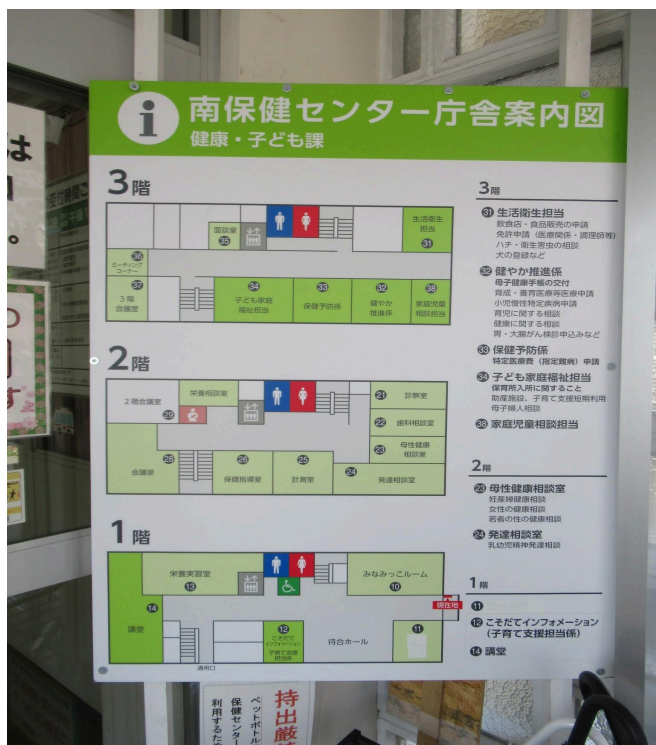 i 南保健センター庁舎案内図
健康・子ども課
3階
面談室
35
生活衛生
担当
31
36
ミーティング
コーナー
37
3階
会議室
34
子ども家庭
福祉担当
33
保健予防係
32
健やか
推進係
38
家庭児童
相談担当
2階
2階会議室
栄養相談室
29
21 診察室
22 歯科相談室
23 母性健康
相談室
28
会議室
26
保健指導室
25
計測室
24
発達相談室
1階
栄養実習室
13
みなみっこルーム
10
現在地
14
講堂
12
こそだて
インフォメーション
子育て支援
担当係
待合ホール
11
通用口
3階
31 生活衛生担当
飲食店・食品販売の申請
免許申請(医療関係・調理師等)
ハチ・衛生害虫の相談
犬の登録など
32 健やか推進係
母子健康手帳の交付
育成・養育医療等医療申請
小児慢性特定疾病申請
育児に関する相談
健康に関する相談
胃・大腸がん検診申込みなど
33 保健予防係
特定医療費(指定難病)申請
34 子ども家庭福祉担当
保育所入所に関すること
助産施設、子育て支援短期利用
母子婦人相談
38 家庭児童相談担当
2階
23 母性健康相談室
妊産婦健康相談
女性の健康相談
若者の性の健康相談
24 発達相談室
乳幼児精神発達相談
1階
11
12 こそだてインフォメーション
(子育て支援担当係)
14 講堂
持出厳
ペットボトル
保健センター
利用するため
は
。
の
す